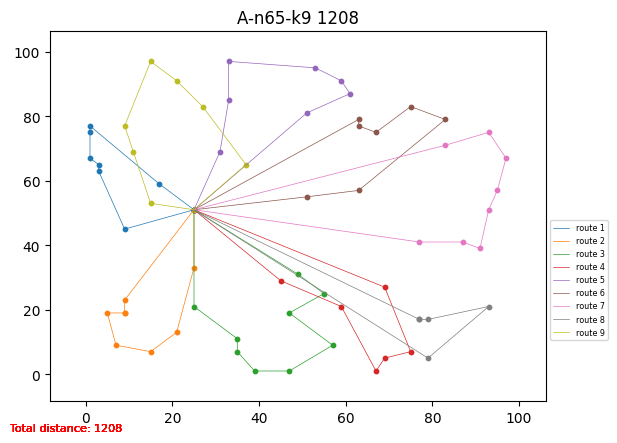 A-n65-k9 1208
100
80
60
40
20
0
0 20 40 60 80 100
route 1
route 2
route 3
route 4
route 5
route 6
route 7
route 8
route 9
Total distance: 1208